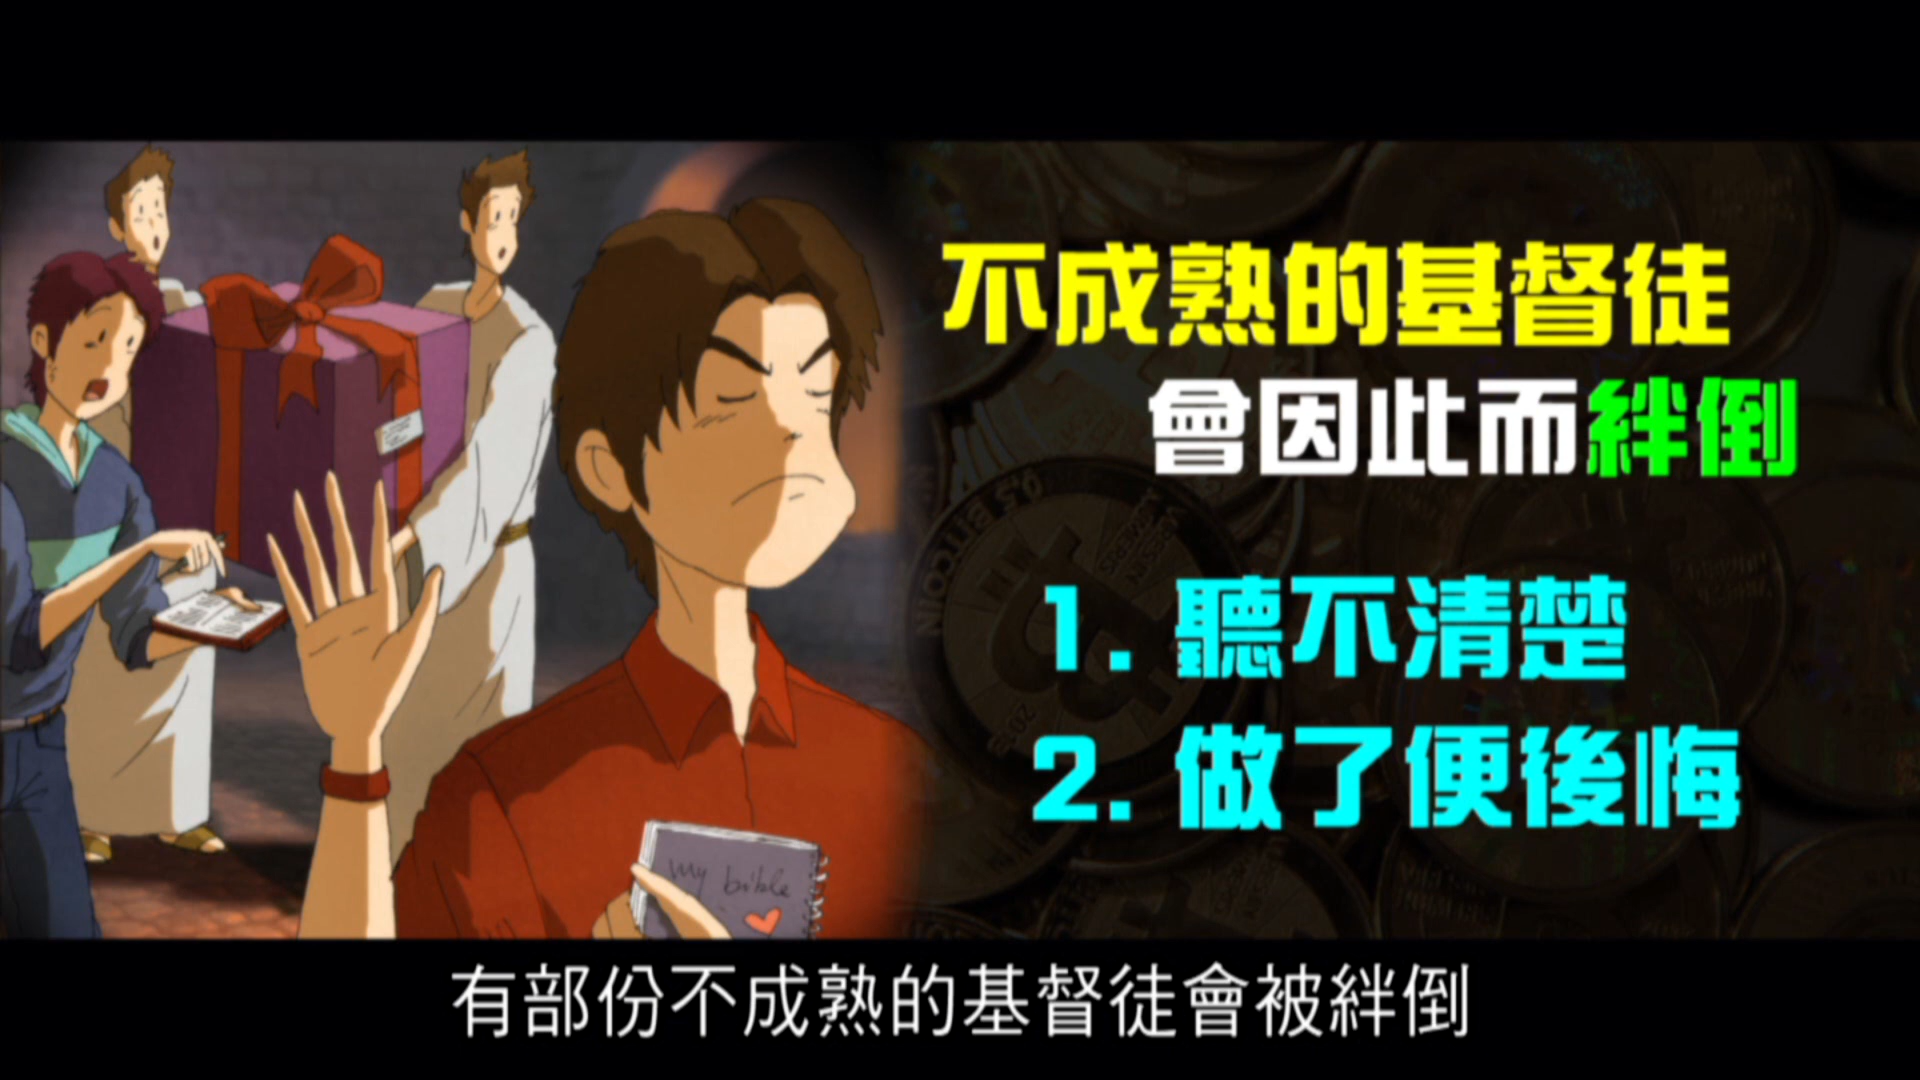 不成熟的基督徒
會因此而絆倒
1. 聽不清楚
2. 做了便後悔
my bible
BITCOIN
有部份不成熟的基督徒會被絆倒